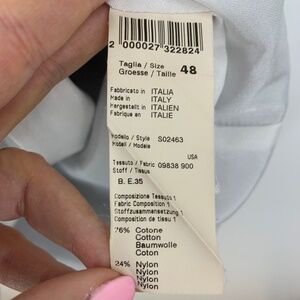 2 000027 322824
Taglia / Size
Groesse / Taille 48
Fabbricato in ITALIA
Made in ITALY
Hergestellt in ITALIEN
Fabrique en ITALIE
Modello / Style S02463
Modell / Modele
USA
Tessuto / Fabric 09838 900
Stoff / Tissus
B. E.35
Composizione Tessuto 1
Fabric Composition 1
Stoffzusammensetzung 1
Composition de tissu 1
76% Cotone
Cotton
Baumwolle
Coton
24% Nylon
Nylon
Nylon
Nylon